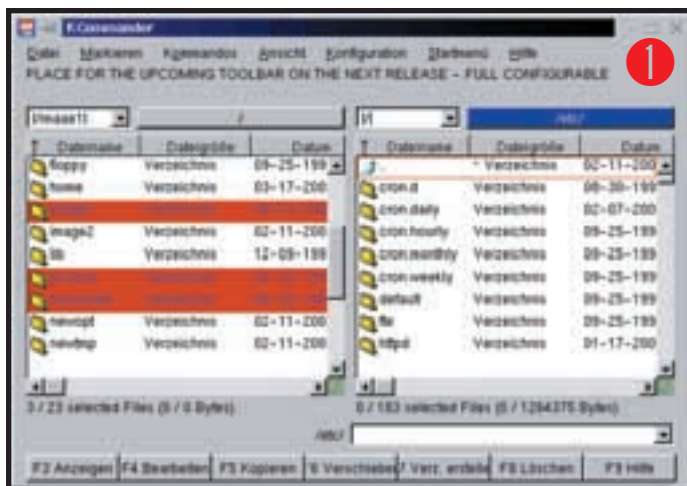 K-Commander
Datei Markieren Kommandos Ansicht Konfiguration Startmenü Hilfe
PLACE FOR THE UPCOMING TOOLBAR ON THE NEXT RELEASE - FULL CONFIGURABLE
1
/
/etc/
Dateiname Dateigröße Datum
floppy Verzeichnis 09-25-199
home Verzeichnis 03-17-200
image2 Verzeichnis 02-11-200
lib Verzeichnis 12-09-199
newopt Verzeichnis 02-11-200
newtmp Verzeichnis 02-11-200
3 / 23 selected Files (0 / 0 Bytes)
Dateiname Dateigröße Datum
.. Verzeichnis 02-11-200
cron.d Verzeichnis 08-30-199
cron.daily Verzeichnis 02-07-200
cron.hourly Verzeichnis 09-25-199
cron.monthly Verzeichnis 09-25-199
cron.weekly Verzeichnis 09-25-199
default Verzeichnis 09-25-199
Verzeichnis 09-25-199
httpd Verzeichnis 01-17-200
0 / 183 selected Files (0 / 1284375 Bytes)
/etc/
F3 Anzeigen F4 Bearbeiten F5 Kopieren F6 Verschieben F7 Verz. erstelle F8 Löschen F9 Hilfe